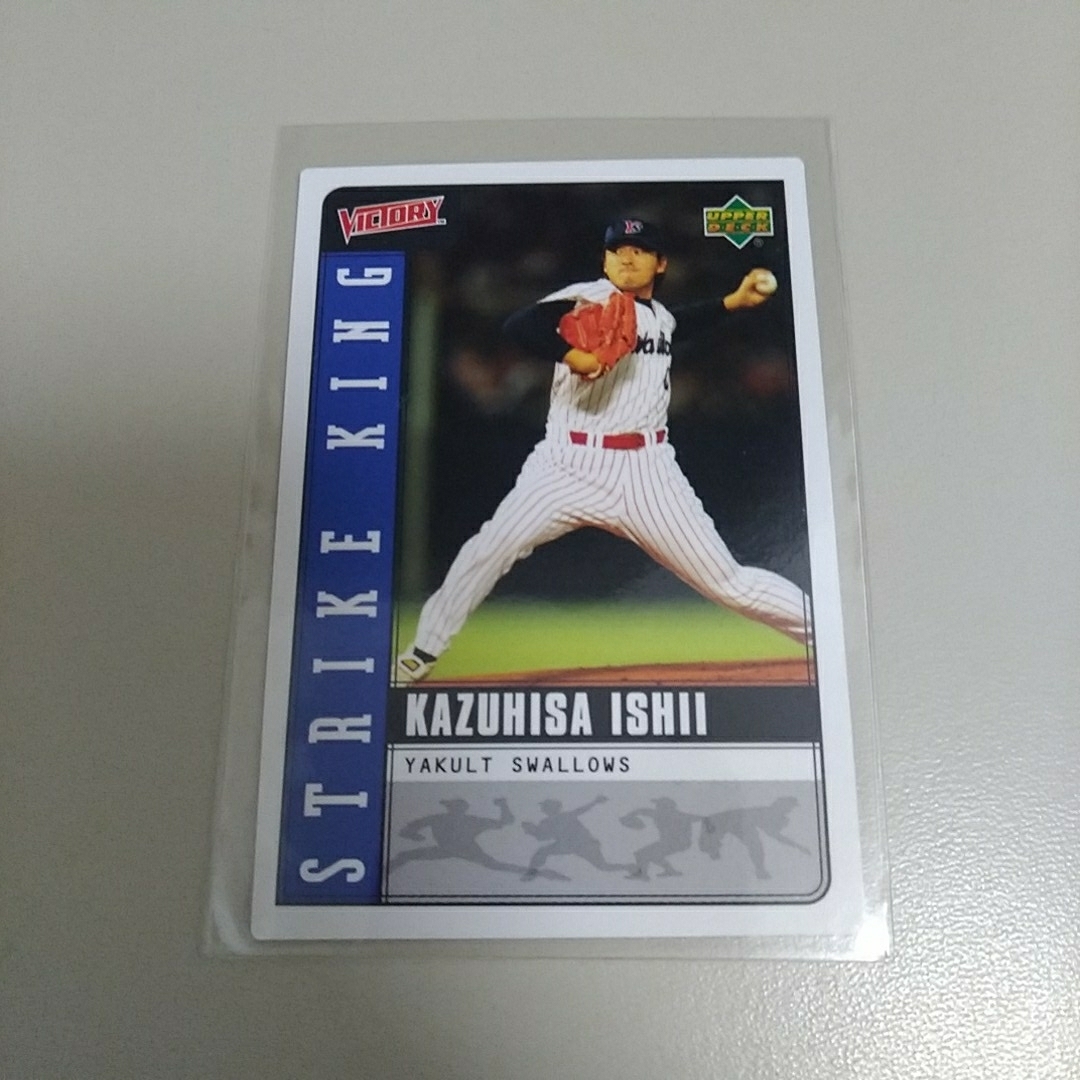 VICTORY
UPPER
DECK
STRIKE KING
KAZUHISA ISHII
YAKULT SWALLOWS